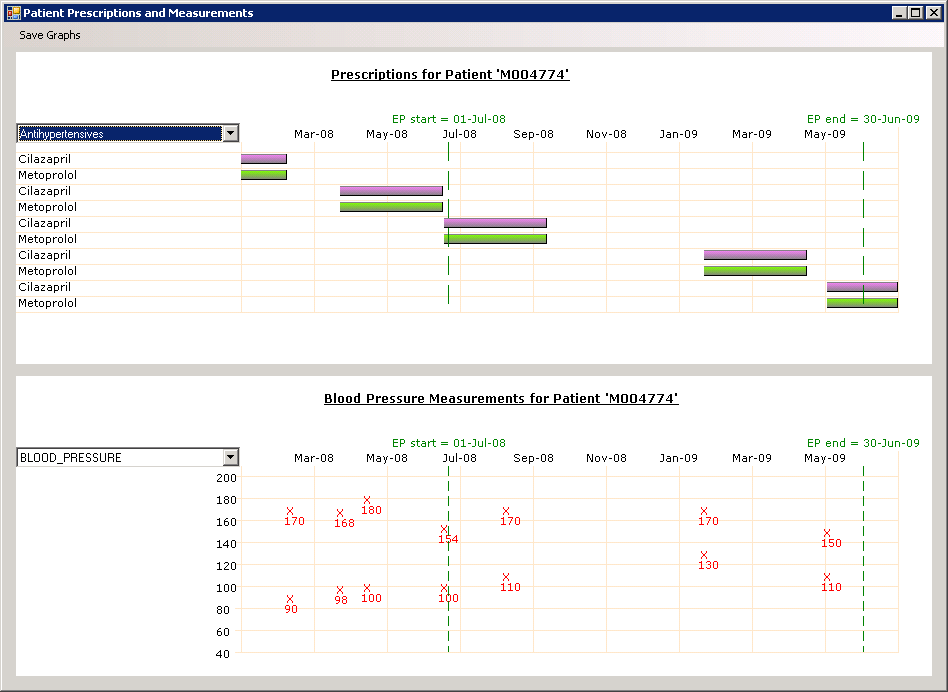 Patient Prescriptions and Measurements
Save Graphs
Prescriptions for Patient 'M004774'
EP start = 01-Jul-08 EP end = 30-Jun-09
Antihypertensives Mar-08 May-08 Jul-08 Sep-08 Nov-08 Jan-09 Mar-09 May-09
Cilazapril
Metoprolol
Cilazapril
Metoprolol
Cilazapril
Metoprolol
Cilazapril
Metoprolol
Cilazapril
Metoprolol
Blood Pressure Measurements for Patient 'M004774'
EP start = 01-Jul-08 EP end = 30-Jun-09
BLOOD_PRESSURE Mar-08 May-08 Jul-08 Sep-08 Nov-08 Jan-09 Mar-09 May-09
200
180
180
160 170 168 170 170
154
140 150
130
120
100 110 110
98 100 100
80 90
60
40